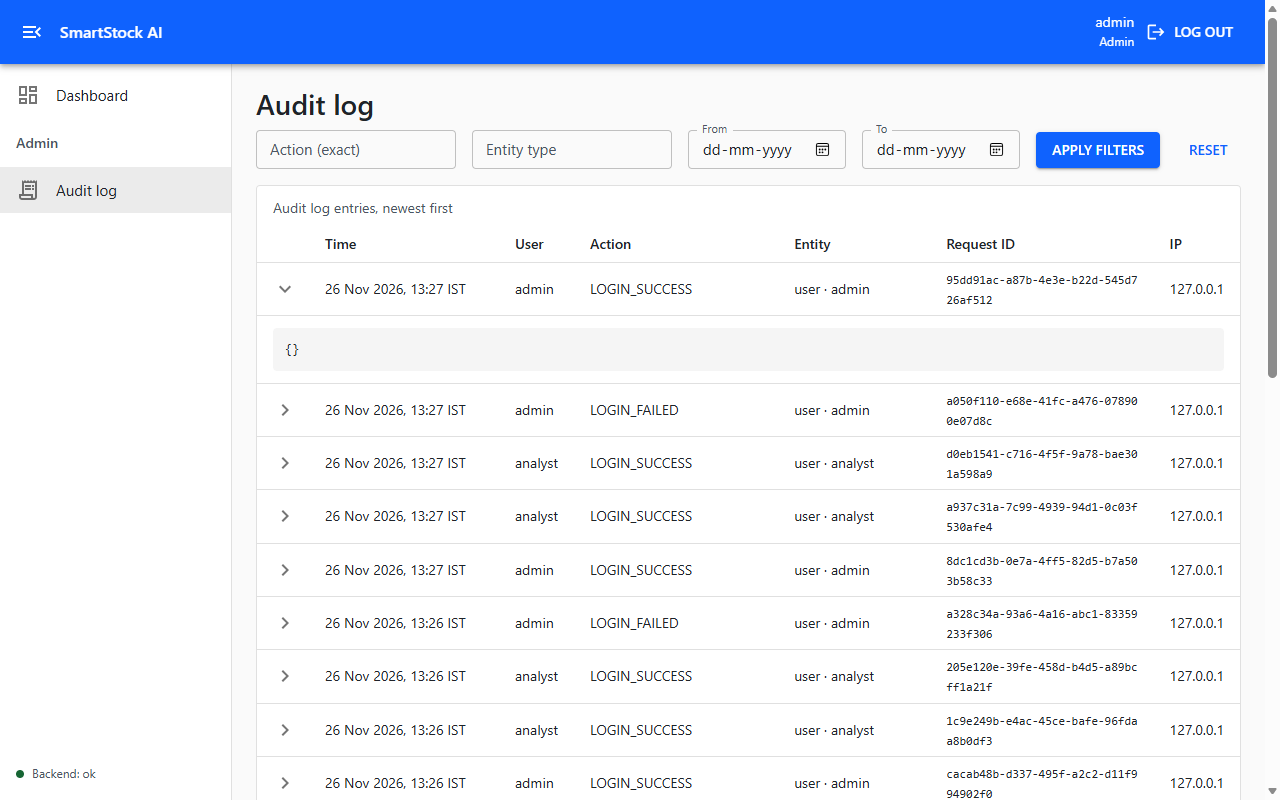 SmartStock AI
admin
Admin
LOG OUT
Dashboard
Admin
Audit log
Backend: ok
Audit log
Action (exact)
Entity type
From
dd-mm-yyyy
To
dd-mm-yyyy
APPLY FILTERS
RESET
Audit log entries, newest first
Time User Action Entity Request ID IP
26 Nov 2026, 13:27 IST admin LOGIN_SUCCESS user · admin 95dd91ac-a87b-4e3e-b22d-545d7
26af512 127.0.0.1
{}
26 Nov 2026, 13:27 IST admin LOGIN_FAILED user · admin a050f110-e68e-41fc-a476-07890
0e07d8c 127.0.0.1
26 Nov 2026, 13:27 IST analyst LOGIN_SUCCESS user · analyst d0eb1541-c716-4f5f-9a78-bae30
1a598a9 127.0.0.1
26 Nov 2026, 13:27 IST analyst LOGIN_SUCCESS user · analyst a937c31a-7c99-4939-94d1-0c03f
530afe4 127.0.0.1
26 Nov 2026, 13:27 IST admin LOGIN_SUCCESS user · admin 8dc1cd3b-0e7a-4ff5-82d5-b7a50
3b58c33 127.0.0.1
26 Nov 2026, 13:26 IST admin LOGIN_FAILED user · admin a328c34a-93a6-4a16-abc1-83359
233f306 127.0.0.1
26 Nov 2026, 13:26 IST analyst LOGIN_SUCCESS user · analyst 205e120e-39fe-458d-b4d5-a89bc
ff1a21f 127.0.0.1
26 Nov 2026, 13:26 IST analyst LOGIN_SUCCESS user · analyst 1c9e249b-e4ac-45ce-bafe-96fda
a8b0df3 127.0.0.1
26 Nov 2026, 13:26 IST admin LOGIN_SUCCESS user · admin cacab48b-d337-495f-a2c2-d11f9
94902f0 127.0.0.1